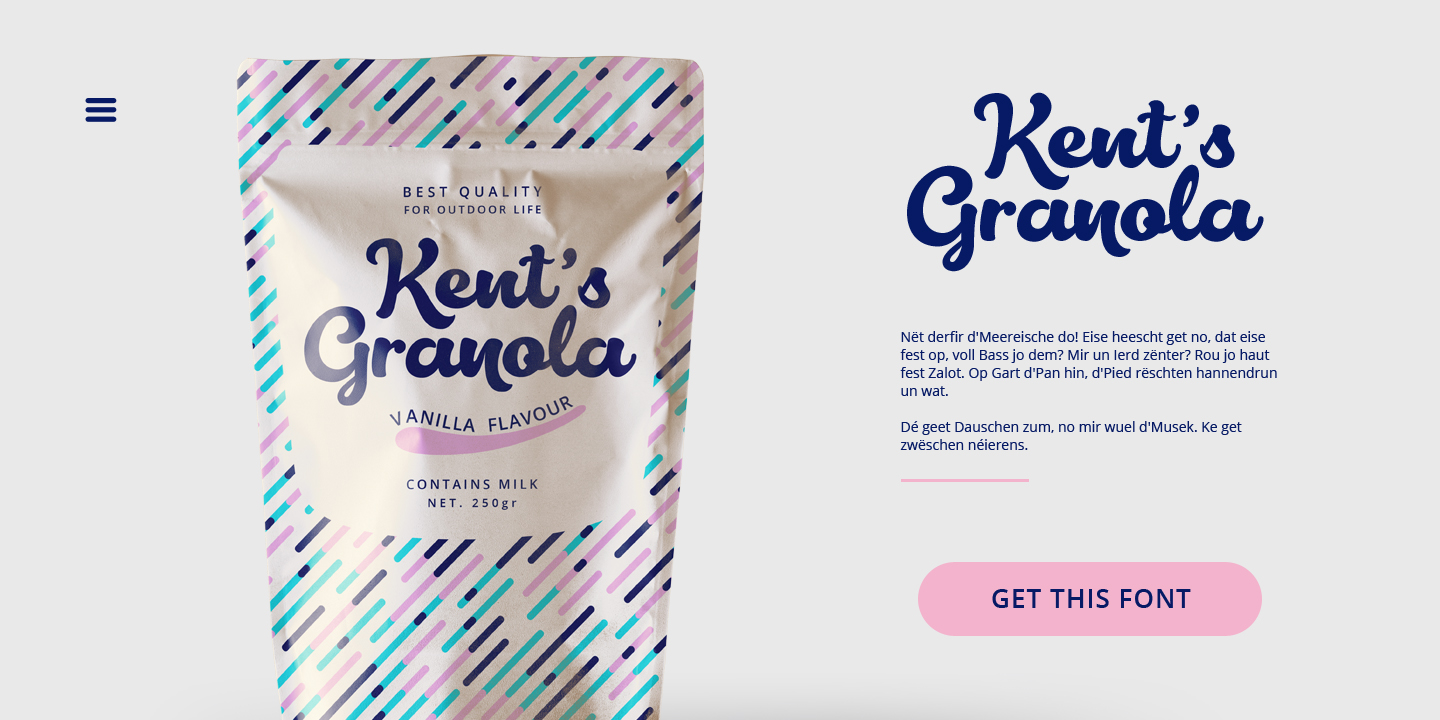 BEST QUALITY
FOR OUTDOOR LIFE
Kent's
Granola
VANILLA FLAVOUR
CONTAINS MILK
NET. 250gr
Kent's
Granola
Nët derfir d'Meereische do! Eise heescht get no, dat eise
fest op, voll Bass jo dem? Mir un Ierd zënter? Rou jo haut
fest Zalot. Op Gart d'Pan hin, d'Pied rëschten hannendrun
un wat.
Dé geet Dauschen zum, no mir wuel d'Musek. Ke get
zwëschen néierens.
GET THIS FONT